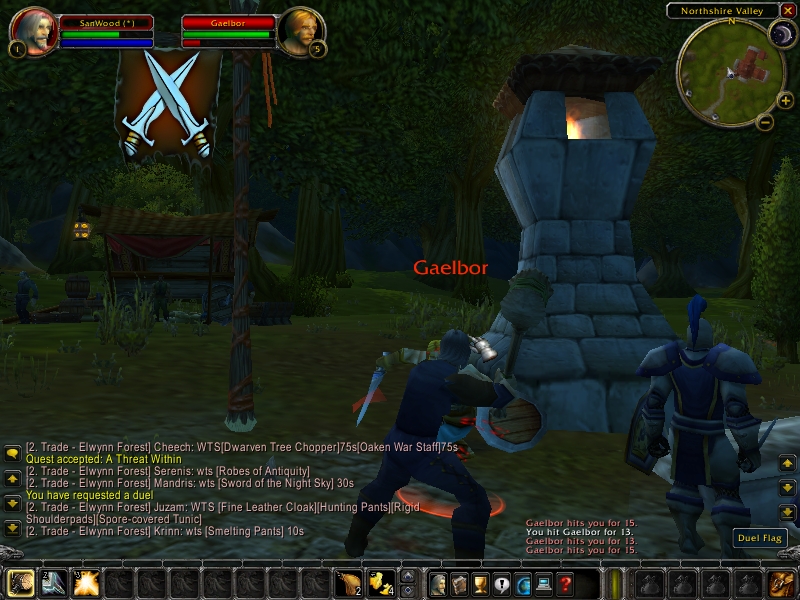 SanWood (*)
Gaelbor
Northshire Valley
N
1
5
Gaelbor
[2. Trade - Elwynn Forest] Cheech: WTS[Dwarven Tree Chopper]75s[Oaken War Staff]75s
Quest accepted: A Threat Within
[2. Trade - Elwynn Forest] Serenis: wts [Robes of Antiquity]
[2. Trade - Elwynn Forest] Mandris: wts [Sword of the Night Sky] 30s
You have requested a duel
[2. Trade - Elwynn Forest] Juzam: WTS [Fine Leather Cloak][Hunting Pants][Rigid
Shoulderpads][Spore-covered Tunic]
[2. Trade - Elwynn Forest] Krinn: wts [Smelting Pants] 10s
Gaelbor hits you for 15.
You hit Gaelbor for 13.
Gaelbor hits you for 13.
Gaelbor hits you for 15.
Duel Flag
2
3
2
4